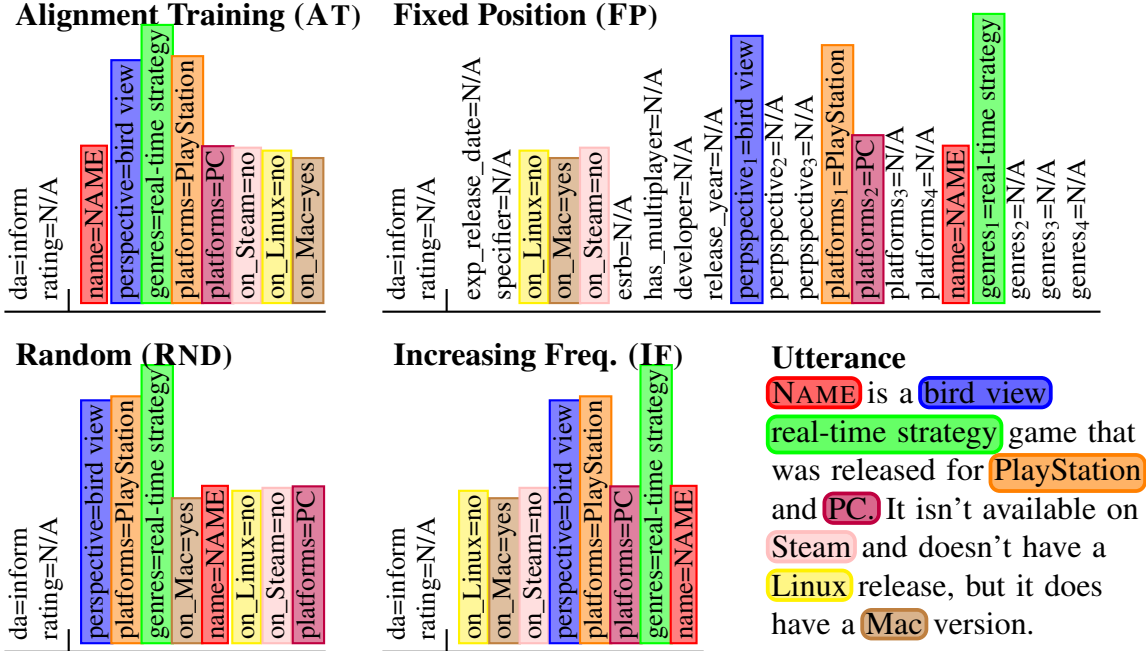 Alignment Training (AT)
da=inform
rating=N/A
name=NAME
perspective=bird view
genres=real-time strategy
platforms=PlayStation
platforms=PC
on_Steam=no
on_Linux=no
on_Mac=yes
Fixed Position (FP)
da=inform
rating=N/A
exp_release_date=N/A
specifier=N/A
on_Linux=no
on_Mac=yes
on_Steam=no
esrb=N/A
has_multiplayer=N/A
developer=N/A
release_year=N/A
perpspective1=bird view
perpspective2=N/A
perspective3=N/A
platforms1=PlayStation
platforms2=PC
platforms3=N/A
platforms4=N/A
name=NAME
genres1=real-time strategy
genres2=N/A
genres3=N/A
genres4=N/A
Random (RND)
da=inform
rating=N/A
perspective=bird view
platforms=PlayStation
genres=real-time strategy
on_Mac=yes
name=NAME
on_Linux=no
on_Steam=no
platforms=PC
Increasing Freq. (IF)
da=inform
rating=N/A
on_Linux=no
on_Mac=yes
on_Steam=no
perspective=bird view
platforms=PlayStation
platforms=PC
genres=real-time strategy
name=NAME
Utterance
NAME is a bird view
real-time strategy game that
was released for PlayStation
and PC. It isn't available on
Steam and doesn't have a
Linux release, but it does
have a Mac version.